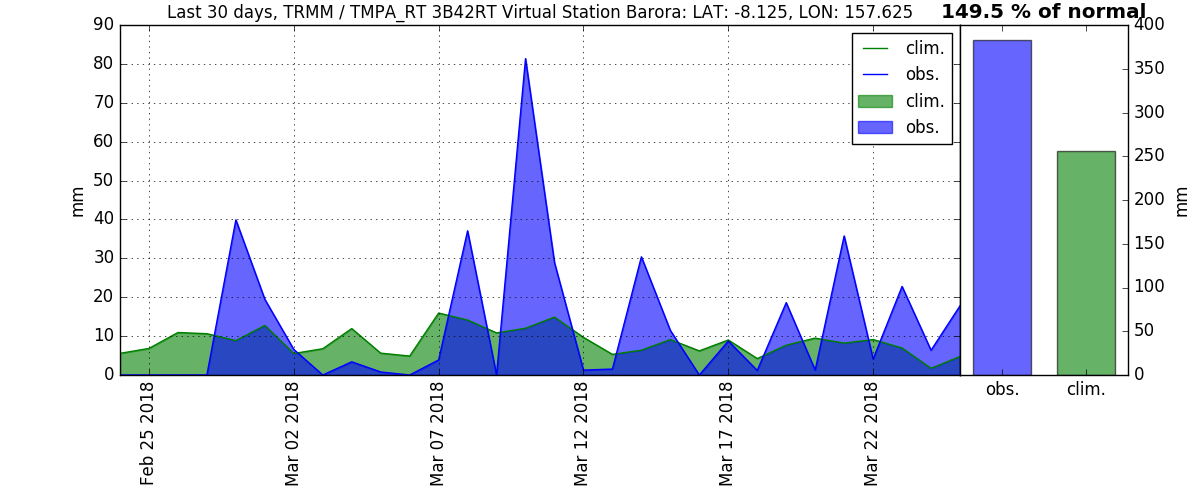 Last 30 days, TRMM / TMPA_RT 3B42RT Virtual Station Barora: LAT: -8.125, LON: 157.625
149.5 % of normal
90
80
70
60
50
40
30
20
10
0
mm
clim.
obs.
clim.
obs.
400
350
300
250
200
150
100
50
0
mm
obs.
clim.
Feb 25 2018
Mar 02 2018
Mar 07 2018
Mar 12 2018
Mar 17 2018
Mar 22 2018